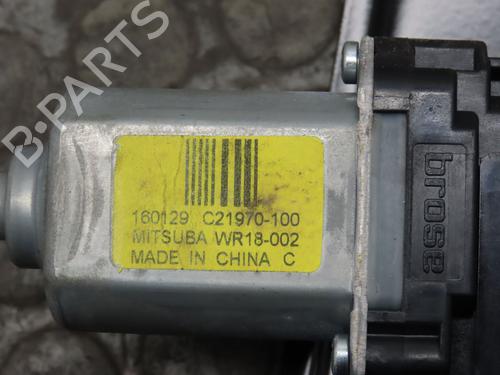 B-PARTS
160129 C21970-100
MITSUBA WR18-002
MADE IN CHINA C
brose